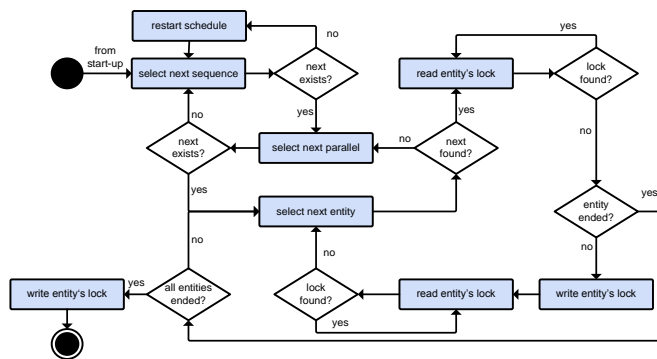 restart schedule
no
yes
from
start-up
select next sequence
next
exists?
read entity's lock
lock
found?
no
yes
yes
no
next
exists?
select next parallel
no
next
found?
no
yes
select next entity
entity
ended?
yes
no
no
no
write entity's lock
yes
all entities
ended?
lock
found?
read entity's lock
write entity's lock
yes